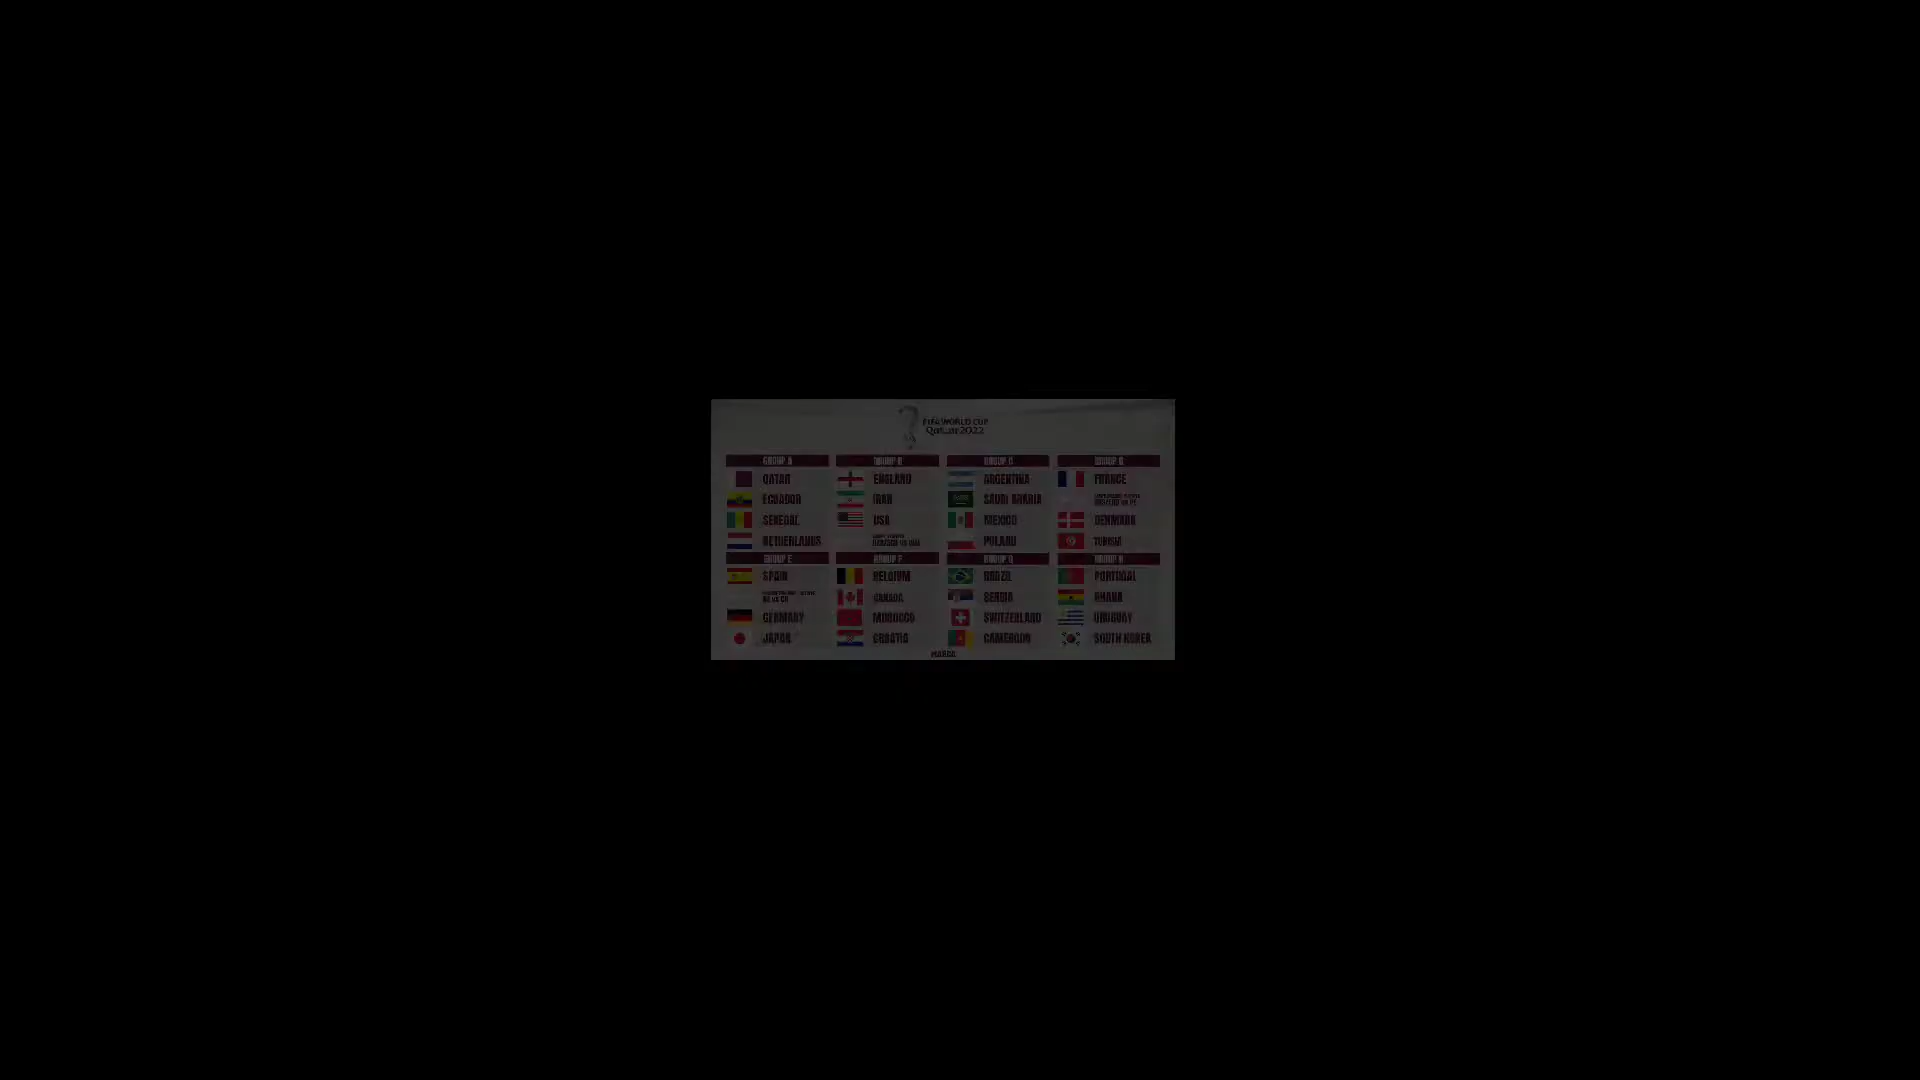 FIFA WORLD CUP
Qatar2022
GROUP A
QATAR
ECUADOR
SENEGAL
NETHERLANDS
GROUP B
ENGLAND
IRAN
USA
GROUP C
ARGENTINA
SAUDI ARABIA
MEXICO
POLAND
GROUP D
FRANCE
DENMARK
TUNISIA
GROUP E
SPAIN
GERMANY
JAPAN
GROUP F
BELGIUM
CANADA
MOROCCO
CROATIA
GROUP G
BRAZIL
SERBIA
SWITZERLAND
CAMEROON
GROUP H
PORTUGAL
GHANA
URUGUAY
SOUTH KOREA
MARCA